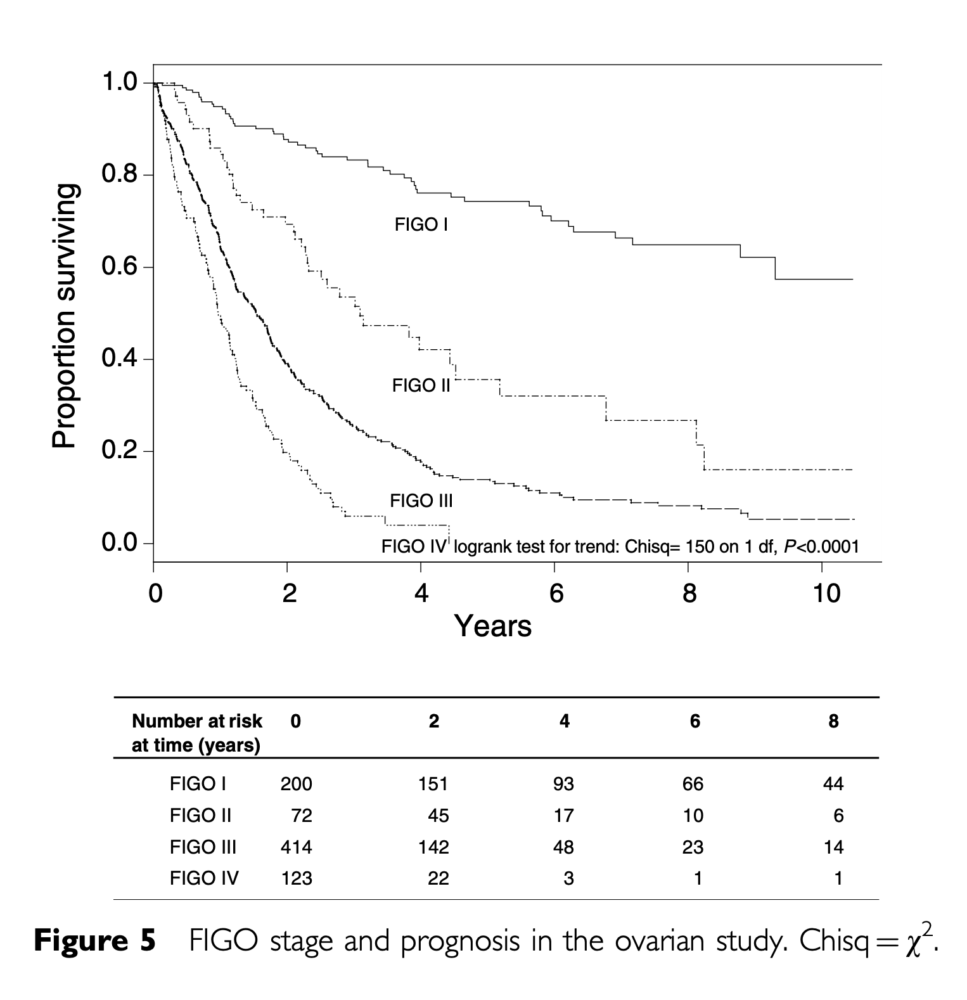 1.0
0.8
0.6
0.4
0.2
0.0
Proportion surviving
FIGO I
FIGO II
FIGO III
FIGO IV logrank test for trend: Chisq= 150 on 1 df, P<0.0001
0 2 4 6 8 10
Years
Number at risk 0 2 4 6 8
at time (years)
FIGO I 200 151 93 66 44
FIGO II 72 45 17 10 6
FIGO III 414 142 48 23 14
FIGO IV 123 22 3 1 1
Figure 5 FIGO stage and prognosis in the ovarian study. Chisq = χ².